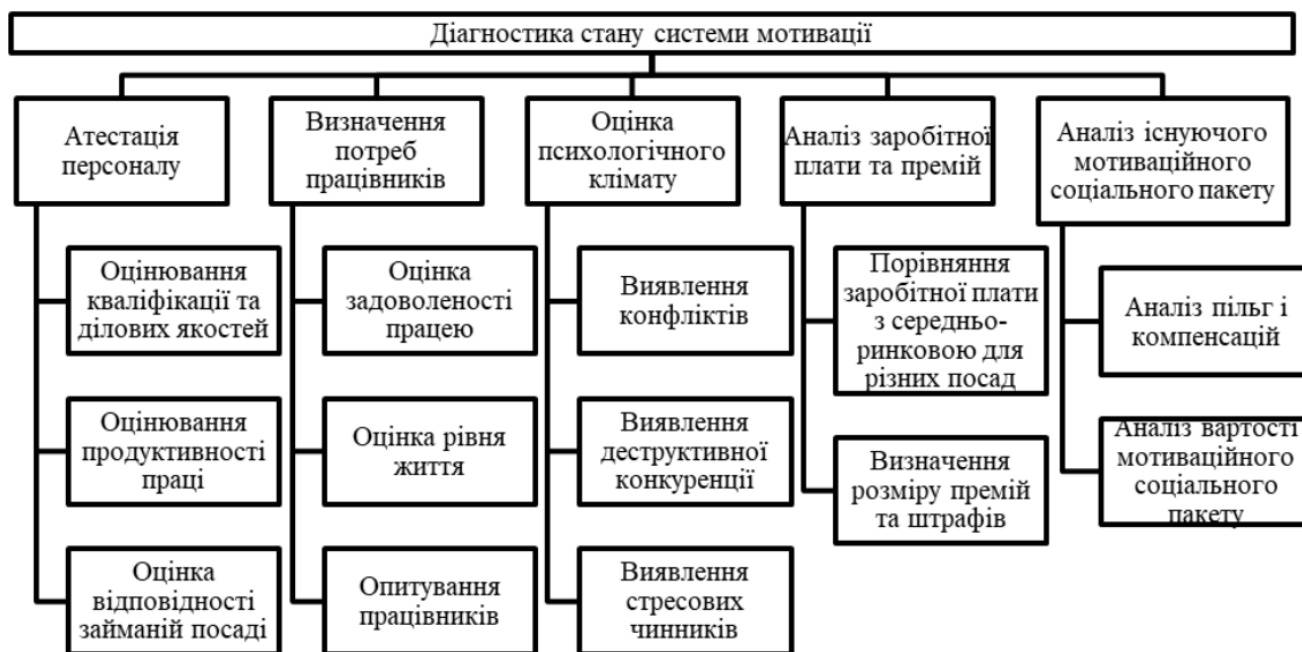 Діагностика стану системи мотивації
Атестація
персоналу
Визначення
потреб
працівників
Оцінка
психологічного
клімату
Аналіз заробітної
плати та премій
Аналіз існуючого
мотиваційного
соціального пакету
Оцінювання
кваліфікації та
ділових якостей
Оцінка
задоволеності
працею
Виявлення
конфліктів
Порівняння
заробітної плати
з середньо-
ринковою для
різних посад
Аналіз пільг і
компенсацій
Оцінювання
продуктивності
праці
Оцінка рівня
життя
Виявлення
деструктивної
конкуренції
Визначення
розміру премій
та штрафів
Аналіз вартості
мотиваційного
соціального
пакету
Оцінка
відповідності
займаній посаді
Опитування
працівників
Виявлення
стресових
чинників